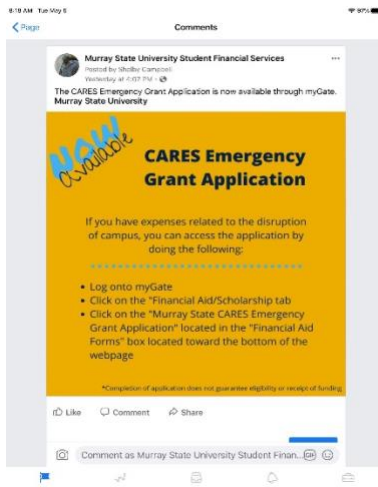 8:18 AM Tue May 5
97%
Page
Comments
Murray State University Student Financial Services
Posted by Shelby Campbell
Yesterday at 4:07 PM
The CARES Emergency Grant Application is now available through myGate.
Murray State University
NOW
available
CARES Emergency
Grant Application
If you have expenses related to the disruption
of campus, you can access the application by
doing the following:
Log onto myGate
Click on the "Financial Aid/Scholarship tab
Click on the "Murray State CARES Emergency
Grant Application" located in the "Financial Aid
Forms" box located toward the bottom of the
webpage
*Completion of application does not guarantee eligibility or receipt of funding
Like Comment Share
Comment as Murray State University Student Finan... GIF